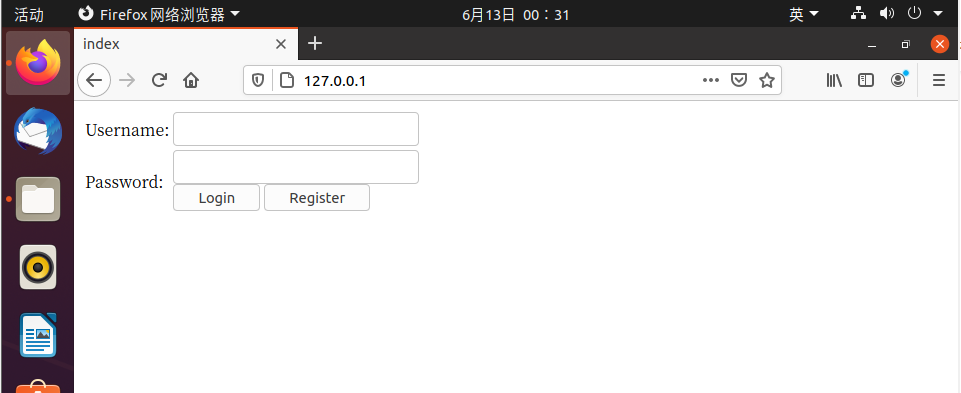 活动 Firefox 网络浏览器 6月13日 00：31 英
index
127.0.0.1
Username:
Password:
Login Register